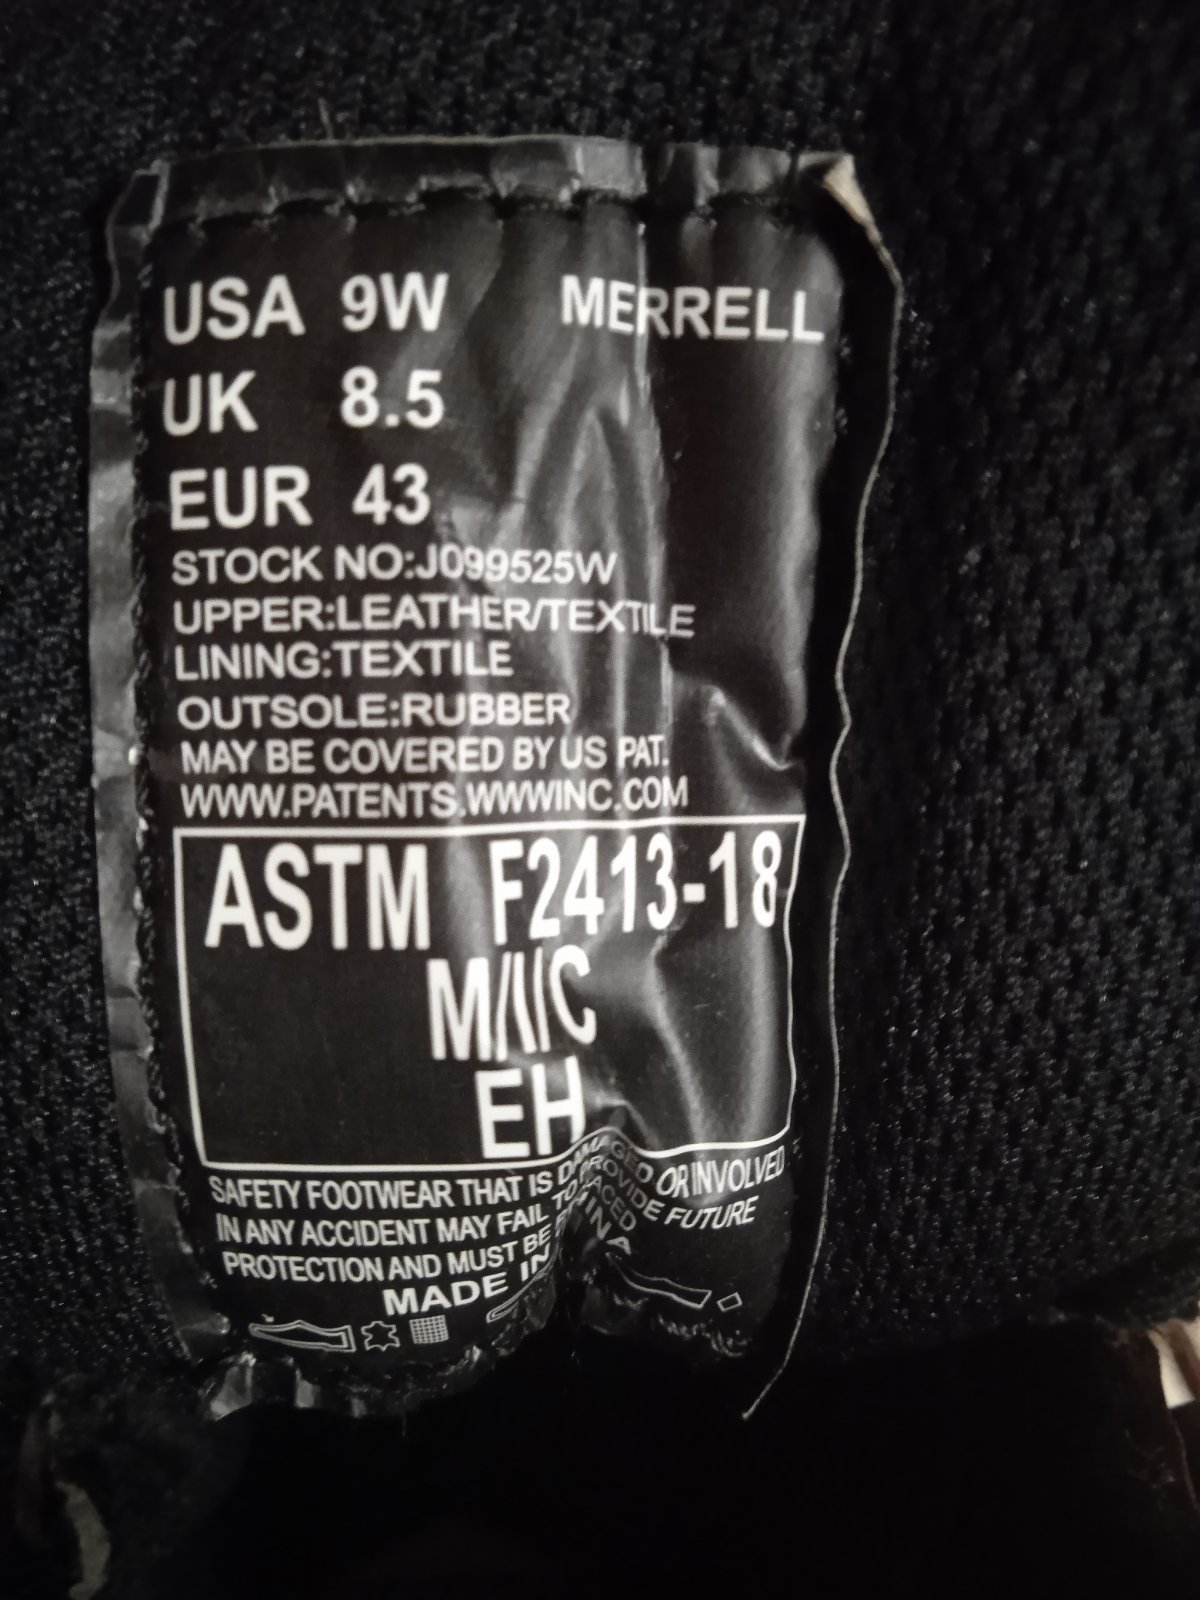 USA 9W MERRELL
UK 8.5
EUR 43
STOCK NO:J099525W
UPPER:LEATHER/TEXTILE
LINING:TEXTILE
OUTSOLE:RUBBER
MAY BE COVERED BY US PAT.
WWW.PATENTS.WWWINC.COM
ASTM F2413-18
M/I/C
EH
SAFETY FOOTWEAR THAT IS DAMAGED OR INVOLVED
IN ANY ACCIDENT MAY FAIL TO PROVIDE FUTURE
PROTECTION AND MUST BE REPLACED
MADE IN CHINA